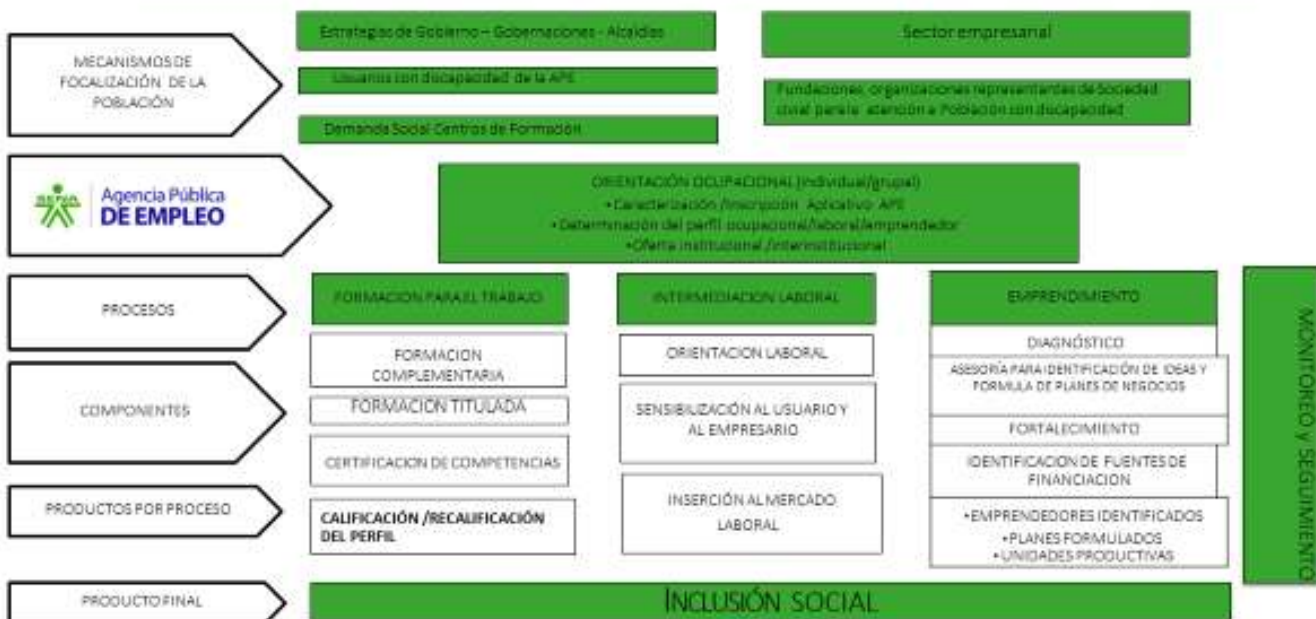 MECANISMOS DE
FOCALIZACIÓN DE LA
POBLACIÓN
Estrategias de Gobierno – Gobernaciones - Alcaldías
Usuarios con discapacidad de la APE
Demanda Social Centros de Formación
Sector empresarial
Fundaciones, organizaciones representantes de Sociedad
civial para la atención a Población con discapacidad
SENA
Agencia Pública
DE EMPLEO
ORIENTACIÓN OCUPACIONAL (individual/grupal)
•Caracterización /Inscripción Aplicativo APE
•Determinación del perfil ocupacional/laboral/emprendedor
•Oferta institucional /interinstitucional
PROCESOS
FORMACION PARA EL TRABAJO
INTERMEDIACION LABORAL
EMPRENDIMIENTO
COMPONENTES
FORMACION
COMPLEMENTARIA
FORMACION TITULADA
CERTIFICACION DE COMPETENCIAS
ORIENTACION LABORAL
SENSIBILIZACIÓN AL USUARIO Y
AL EMPRESARIO
DIAGNÓSTICO
ASESORÍA PARA IDENTIFICACIÓN DE IDEAS Y
FORMULA DE PLANES DE NEGOCIOS
FORTALECIMIENTO
IDENTIFICACION DE FUENTES DE
FINANCIACION
PRODUCTOS POR PROCESO
CALIFICACIÓN /RECALIFICACIÓN
DEL PERFIL
INSERCIÓN AL MERCADO
LABORAL
•EMPRENDEDORES IDENTIFICADOS
•PLANES FORMULADOS
•UNIDADES PRODUCTIVAS
MONITOREO y SEGUIMIENTO
PRODUCTO FINAL
INCLUSIÓN SOCIAL